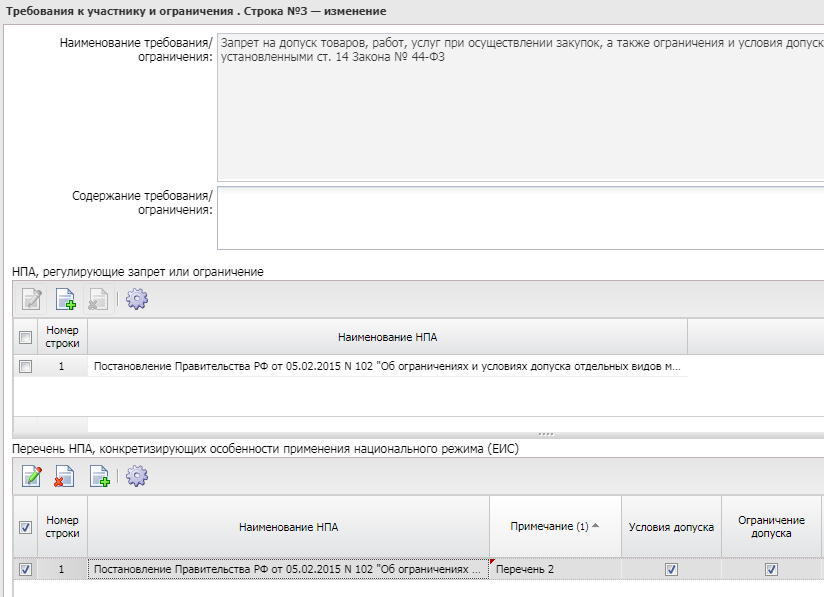 Требования к участнику и ограничения . Строка №3 — изменение
Наименование требования/
ограничения:
Запрет на допуск товаров, работ, услуг при осуществлении закупок, а также ограничения и условия допуск
установленными ст. 14 Закона № 44-ФЗ
Содержание требования/
ограничения:
НПА, регулирующие запрет или ограничение
Номер
строки
Наименование НПА
1 Постановление Правительства РФ от 05.02.2015 N 102 "Об ограничениях и условиях допуска отдельных видов м...
Перечень НПА, конкретизирующих особенности применения национального режима (ЕИС)
Номер
строки
Наименование НПА
Примечание (1)
Условия допуска
Ограничение
допуска
1 Постановление Правительства РФ от 05.02.2015 N 102 "Об ограничениях ... Перечень 2